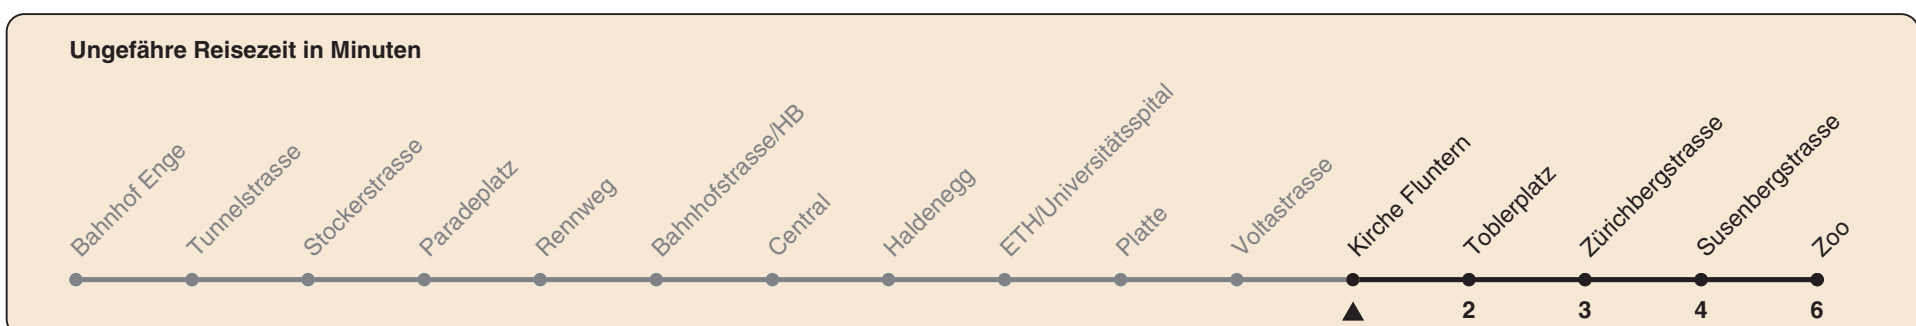 Ungefähre Reisezeit in Minuten
Bahnhof Enge
Tunnelstrasse
Stockerstrasse
Paradeplatz
Rennweg
Bahnhofstrasse/HB
Central
Haldenegg
ETH/Universitätsspital
Platte
Voltastrasse
Kirche Fluntern
Toblerplatz
Zürichbergstrasse
Susenbergstrasse
Zoo
2 3 4 6